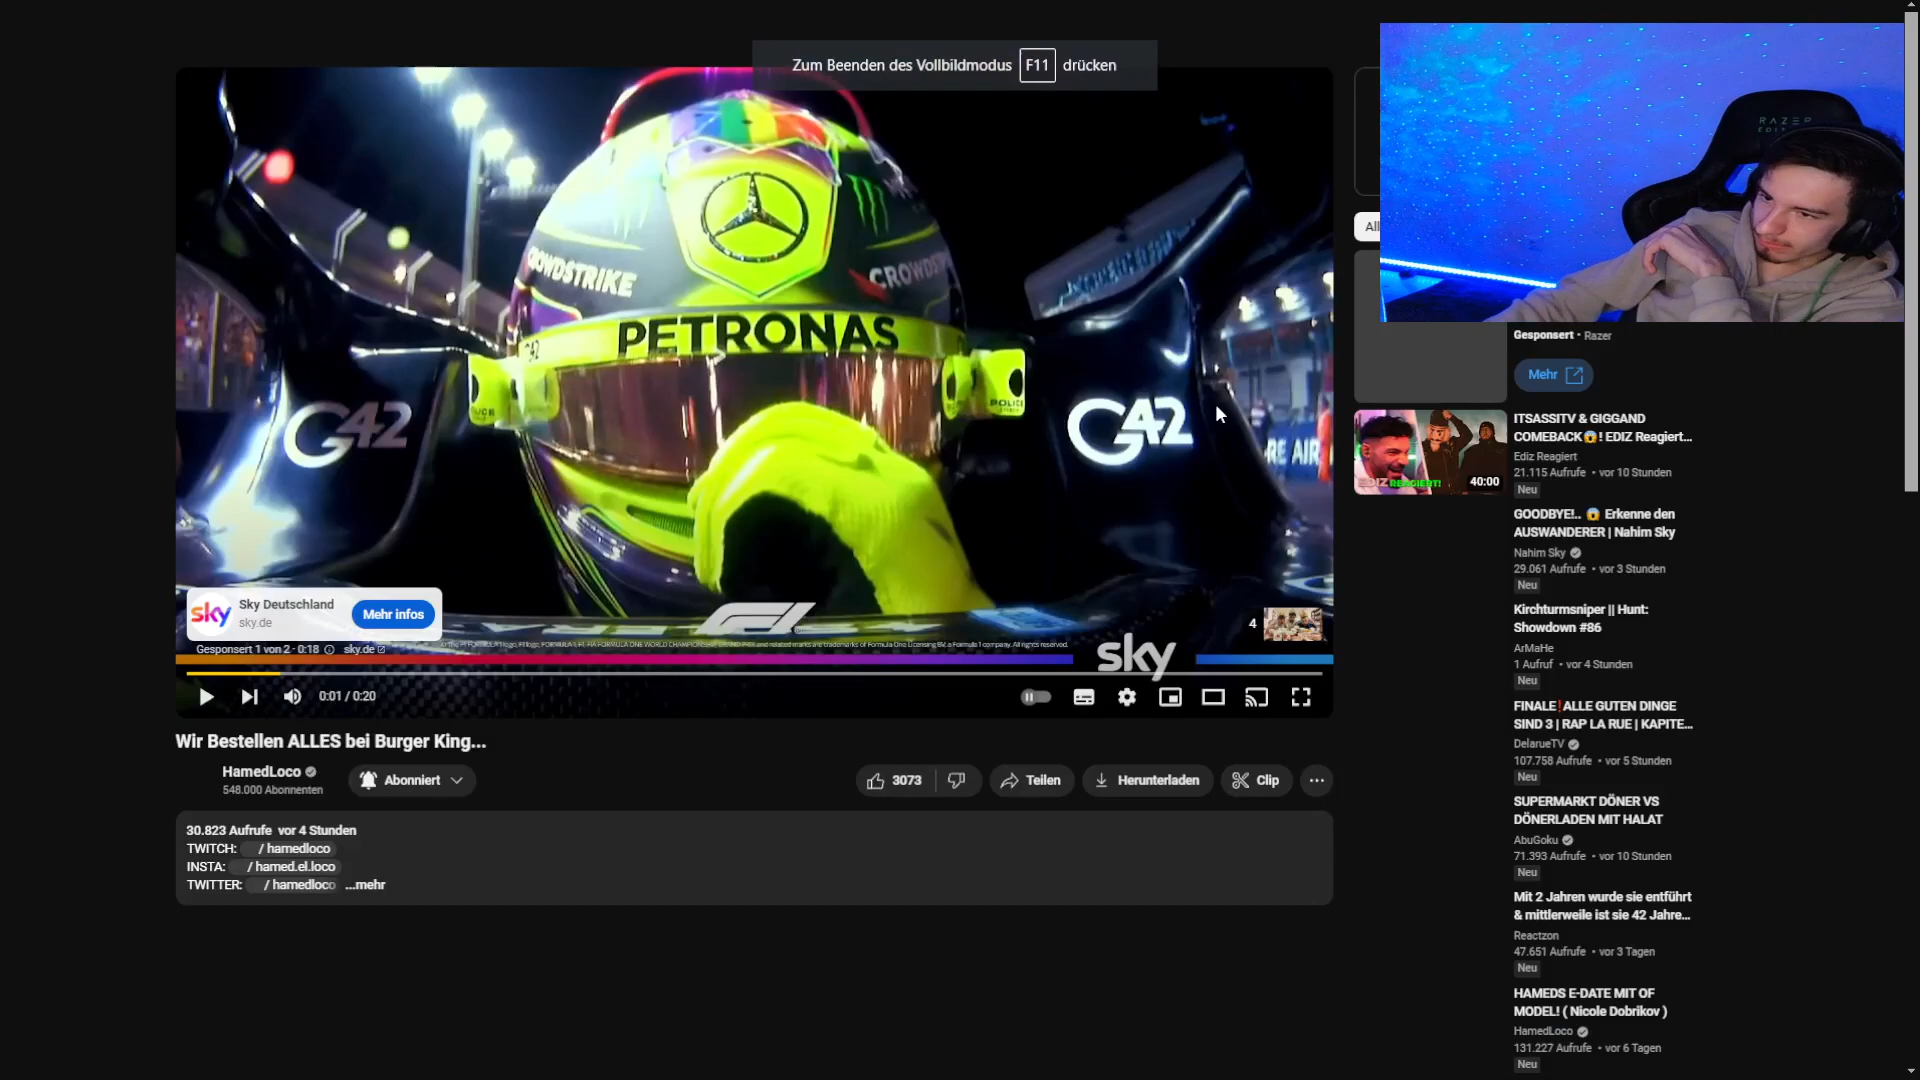 Zum Beenden des Vollbildmodus F11 drücken
RAZER
CROWDSTRIKE
PETRONAS
G42
G42
POLICE
sky
Sky Deutschland
sky.de
Mehr infos
F1
4
Gesponsert 1 von 2 · 0:18 sky.de
sky
0:01 / 0:20
Wir Bestellen ALLES bei Burger King...
HamedLoco
548.000 Abonnenten
Abonniert
3073
Teilen
Herunterladen
Clip
30.823 Aufrufe vor 4 Stunden
TWITCH: / hamedloco
INSTA: / hamed.el.loco
TWITTER: / hamedloco ...mehr
All
Gesponsert · Razer
Mehr
EDIZ REAGIERT!
40:00
ITSASSITV & GIGGAND
COMEBACK😱! EDIZ Reagiert...
Ediz Reagiert
21.115 Aufrufe · vor 10 Stunden
Neu
GOODBYE!.. 😱 Erkenne den
AUSWANDERER | Nahim Sky
Nahim Sky
29.061 Aufrufe · vor 3 Stunden
Neu
Kirchturmsniper || Hunt:
Showdown #86
ArMaHe
1 Aufruf · vor 4 Stunden
Neu
FINALE❗ALLE GUTEN DINGE
SIND 3 | RAP LA RUE | KAPITE...
DelarueTV
107.758 Aufrufe · vor 5 Stunden
Neu
SUPERMARKT DÖNER VS
DÖNERLADEN MIT HALAT
AbuGoku
71.393 Aufrufe · vor 10 Stunden
Neu
Mit 2 Jahren wurde sie entführt
& mittlerweile ist sie 42 Jahre...
Reactzon
47.651 Aufrufe · vor 3 Tagen
Neu
HAMEDS E-DATE MIT OF
MODEL! ( Nicole Dobrikov )
HamedLoco
131.227 Aufrufe · vor 6 Tagen
Neu